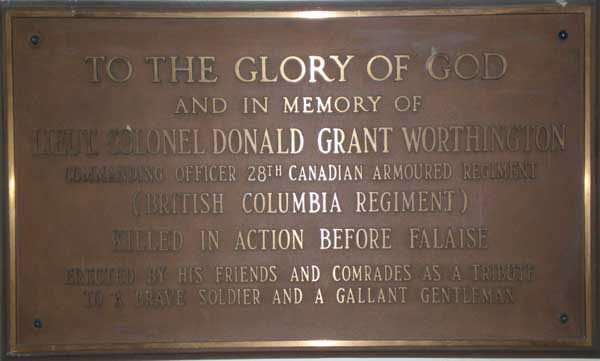 TO THE GLORY OF GOD
AND IN MEMORY OF
LIEUT. COLONEL DONALD GRANT WORTHINGTON
COMMANDING OFFICER 28TH CANADIAN ARMOURED REGIMENT
(BRITISH COLUMBIA REGIMENT)
KILLED IN ACTION BEFORE FALAISE
ERECTED BY HIS FRIENDS AND COMRADES AS A TRIBUTE
TO A BRAVE SOLDIER AND A GALLANT GENTLEMAN